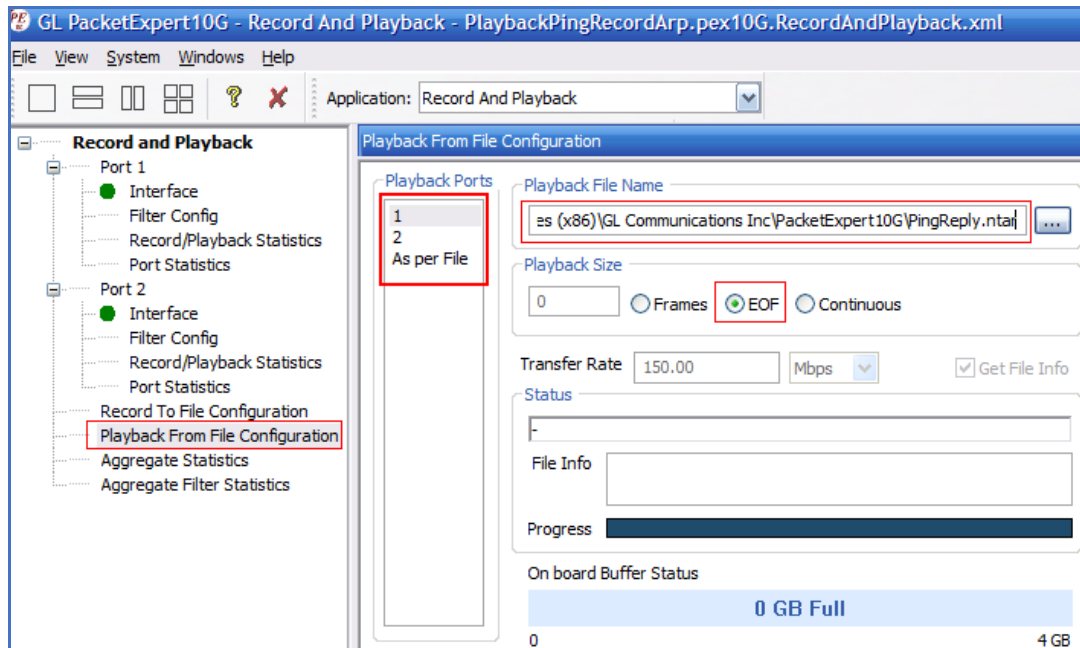 GL PacketExpert10G - Record And Playback - PlaybackPingRecordArp.pex10G.RecordAndPlayback.xml
File View System Windows Help
Application: Record And Playback
Record and Playback
Port 1
Interface
Filter Config
Record/Playback Statistics
Port Statistics
Port 2
Interface
Filter Config
Record/Playback Statistics
Port Statistics
Record To File Configuration
Playback From File Configuration
Aggregate Statistics
Aggregate Filter Statistics
Playback From File Configuration
Playback Ports
1
2
As per File
Playback File Name
es (x86)\GL Communications Inc\PacketExpert10G\PingReply.ntar
...
Playback Size
0 Frames EOF Continuous
Transfer Rate 150.00 Mbps Get File Info
Status
-
File Info
Progress
On board Buffer Status
0 GB Full
0 4 GB